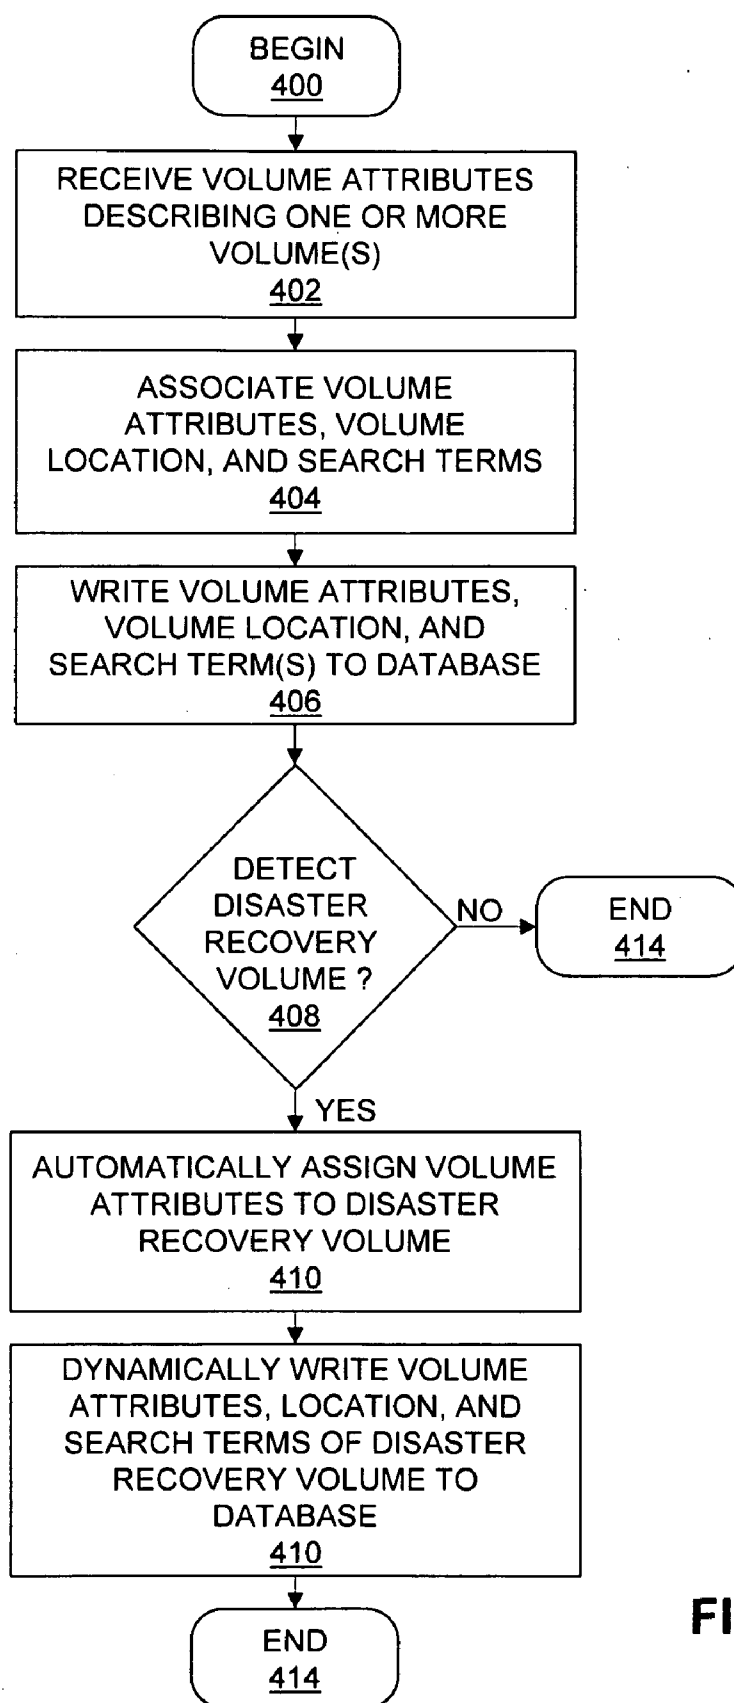 BEGIN
400
RECEIVE VOLUME ATTRIBUTES
DESCRIBING ONE OR MORE
VOLUME(S)
402
ASSOCIATE VOLUME
ATTRIBUTES, VOLUME
LOCATION, AND SEARCH TERMS
404
WRITE VOLUME ATTRIBUTES,
VOLUME LOCATION, AND
SEARCH TERM(S) TO DATABASE
406
DETECT
DISASTER
RECOVERY
VOLUME ?
408
NO
END
414
YES
AUTOMATICALLY ASSIGN VOLUME
ATTRIBUTES TO DISASTER
RECOVERY VOLUME
410
DYNAMICALLY WRITE VOLUME
ATTRIBUTES, LOCATION, AND
SEARCH TERMS OF DISASTER
RECOVERY VOLUME TO
DATABASE
410
END
414
FI